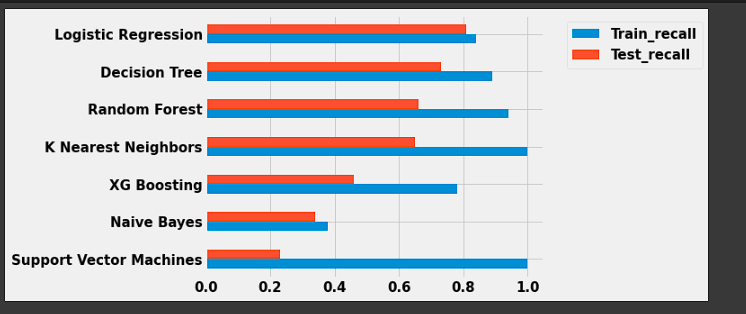 Logistic Regression
Decision Tree
Random Forest
K Nearest Neighbors
XG Boosting
Naive Bayes
Support Vector Machines
0.0 0.2 0.4 0.6 0.8 1.0
Train_recall
Test_recall